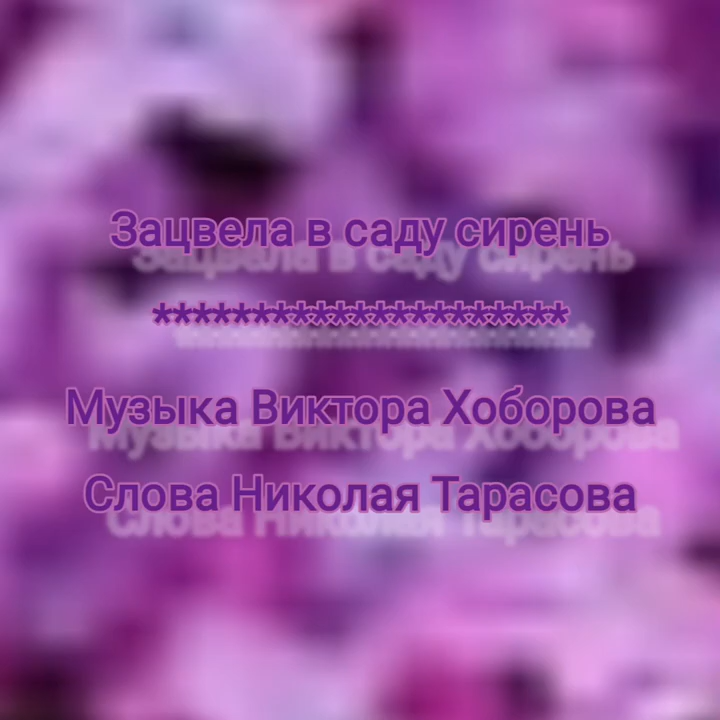 Зацвела в саду сирень
**********************
Музыка Виктора Хоборова
Слова Николая Тарасова